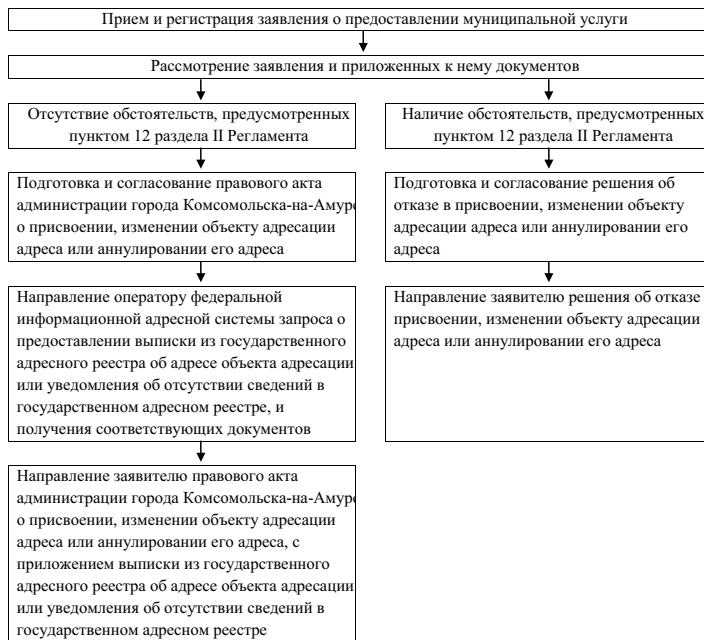 Прием и регистрация заявления о предоставлении муниципальной услуги
Рассмотрение заявления и приложенных к нему документов
Отсутствие обстоятельств, предусмотренных
пунктом 12 раздела II Регламента
Подготовка и согласование правового акта
администрации города Комсомольска-на-Амуре
о присвоении, изменении объекту адресации
адреса или аннулировании его адреса
Направление оператору федеральной
информационной адресной системы запроса о
предоставлении выписки из государственного
адресного реестра об адресе объекта адресации
или уведомления об отсутствии сведений в
государственном адресном реестре, и
получения соответствующих документов
Направление заявителю правового акта
администрации города Комсомольска-на-Амуре
о присвоении, изменении объекту адресации
адреса или аннулировании его адреса, с
приложением выписки из государственного
адресного реестра об адресе объекта адресации
или уведомления об отсутствии сведений в
государственном адресном реестре
Наличие обстоятельств, предусмотренных
пунктом 12 раздела II Регламента
Подготовка и согласование решения об
отказе в присвоении, изменении объекту
адресации адреса или аннулировании его
адреса
Направление заявителю решения об отказе
присвоении, изменении объекту адресации
адреса или аннулировании его адреса